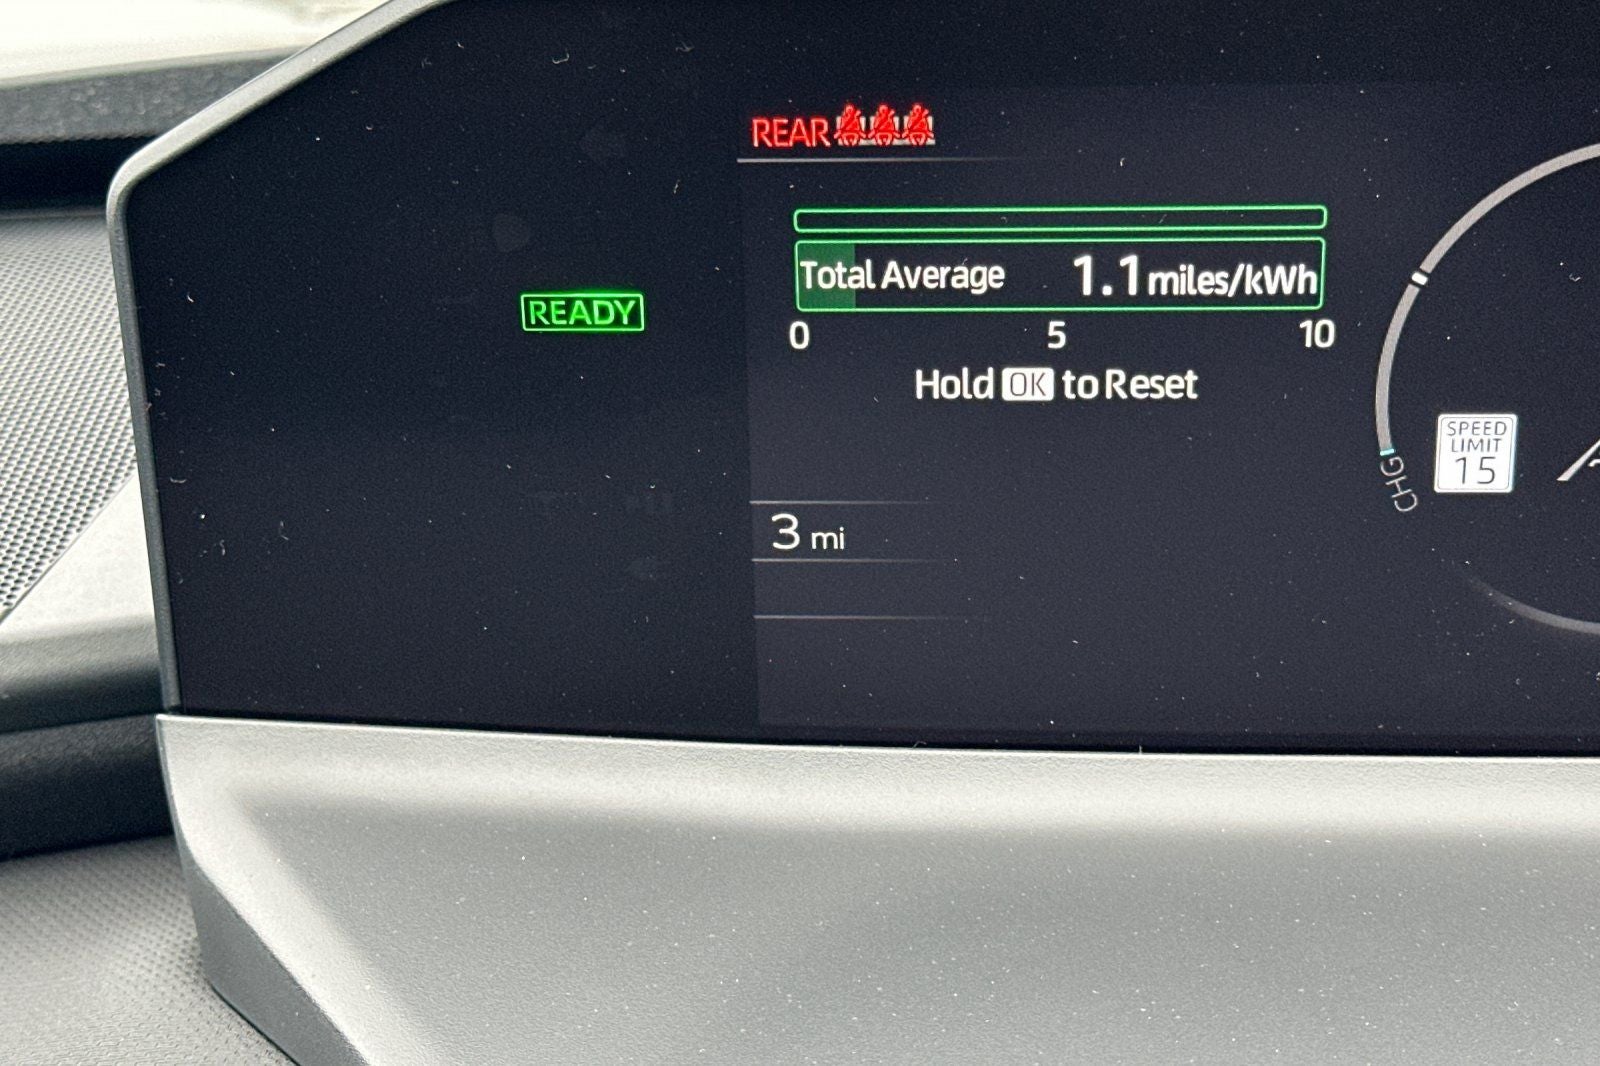 REAR
READY
Total Average 1.1 miles/kWh
0 5 10
Hold OK to Reset
SPEED
LIMIT
15
CHG
3 mi